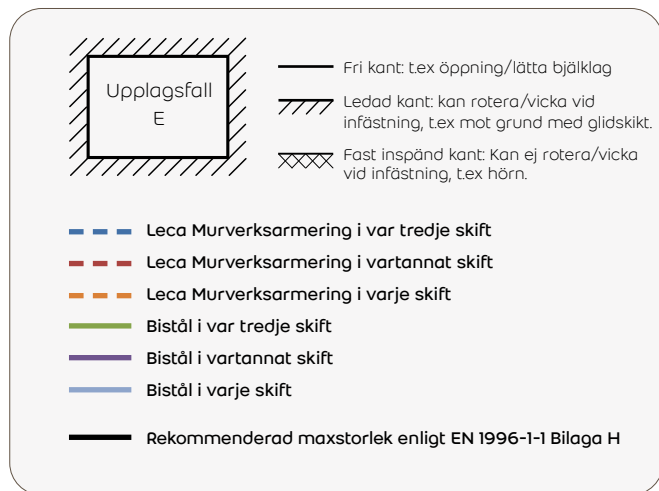 Upplagsfall
E
Fri kant: t.ex öppning/lätta bjälklag
Ledad kant: kan rotera/vicka vid
infästning, t.ex mot grund med glidskikt.
Fast inspänd kant: Kan ej rotera/vicka
vid infästning, t.ex hörn.
Leca Murverksarmering i var tredje skift
Leca Murverksarmering i vartannat skift
Leca Murverksarmering i varje skift
Bistål i var tredje skift
Bistål i vartannat skift
Bistål i varje skift
Rekommenderad maxstorlek enligt EN 1996-1-1 Bilaga H